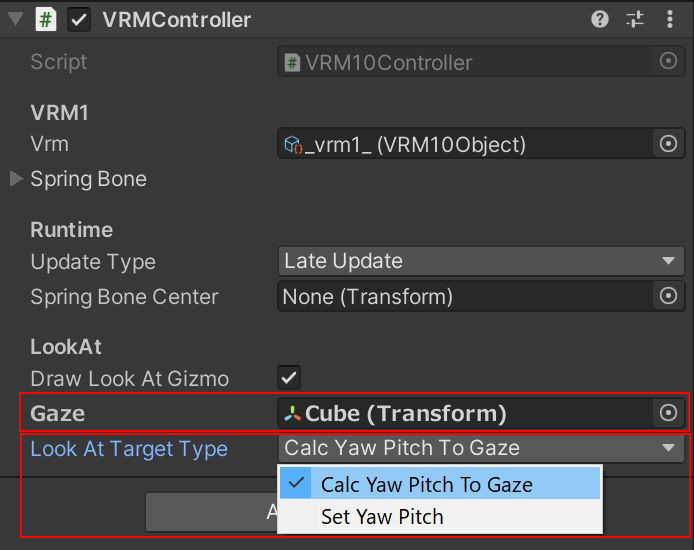 VRMController
Script VRM10Controller
VRM1
Vrm _vrm1_ (VRM10Object)
Spring Bone
Runtime
Update Type Late Update
Spring Bone Center None (Transform)
LookAt
Draw Look At Gizmo
Gaze Cube (Transform)
Look At Target Type Calc Yaw Pitch To Gaze
Calc Yaw Pitch To Gaze
Set Yaw Pitch